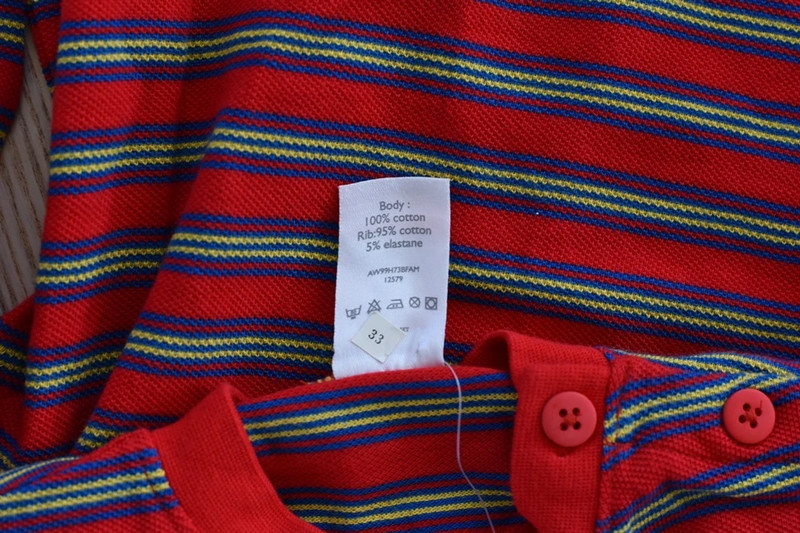 Body :
100% cotton
Rib:95% cotton
5% elastane
AW99H738FAM
12579
33